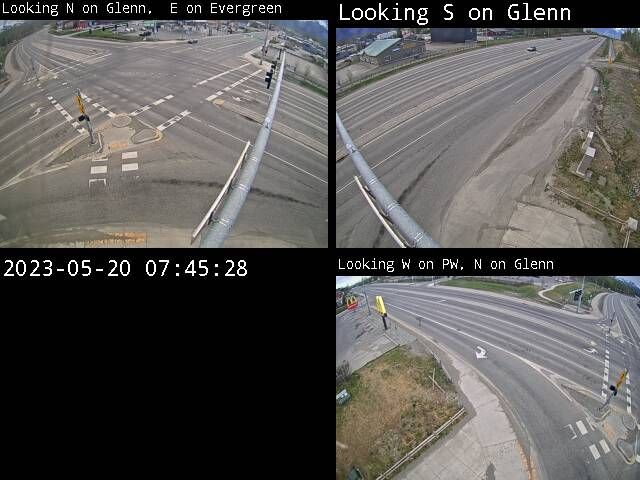 Looking N on Glenn, E on Evergreen
Looking S on Glenn
2023-05-20 07:45:28
Looking W on PW, N on Glenn